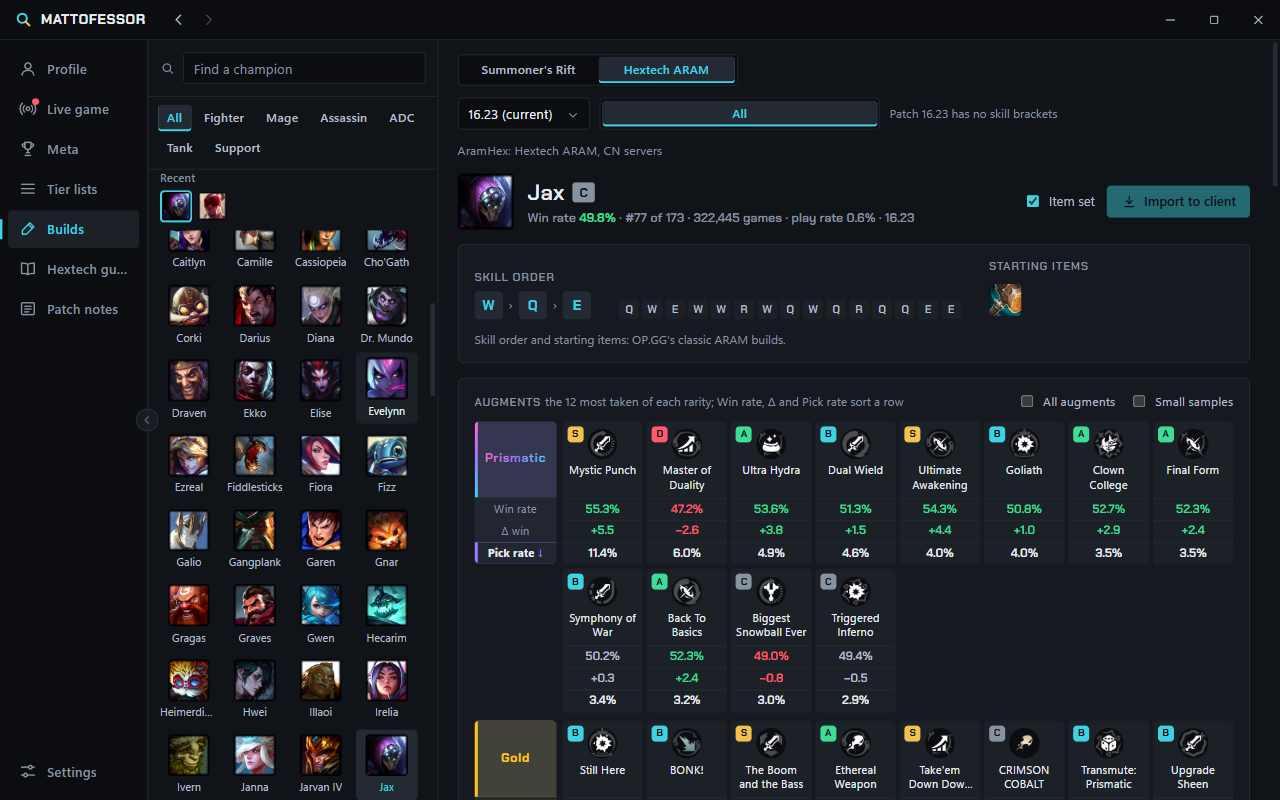 MATTOFESSOR
Profile
Live game
Meta
Tier lists
Builds
Hextech gu...
Patch notes
Settings
Find a champion
All Fighter Mage Assassin ADC
Tank Support
Recent
Caitlyn Camille Cassiopeia Cho'Gath
Corki Darius Diana Dr. Mundo
Draven Ekko Elise Evelynn
Ezreal Fiddlesticks Fiora Fizz
Galio Gangplank Garen Gnar
Gragas Graves Gwen Hecarim
Heimerdi... Hwei Illaoi Irelia
Ivern Janna Jarvan IV Jax
Summoner's Rift Hextech ARAM
16.23 (current) All Patch 16.23 has no skill brackets
AramHex: Hextech ARAM, CN servers
Jax C
Win rate 49.8% · #77 of 173 · 322,445 games · play rate 0.6% · 16.23
Item set Import to client
SKILL ORDER
W › Q › E Q W E W W R W Q W Q R Q Q E E
Skill order and starting items: OP.GG's classic ARAM builds.
STARTING ITEMS
AUGMENTS the 12 most taken of each rarity; Win rate, Δ and Pick rate sort a row All augments Small samples
Prismatic
S D A B S B A A
Mystic Punch Master of Duality Ultra Hydra Dual Wield Ultimate Awakening Goliath Clown College Final Form
Win rate 55.3% 47.2% 53.6% 51.3% 54.3% 50.8% 52.7% 52.3%
Δ win +5.5 −2.6 +3.8 +1.5 +4.4 +1.0 +2.9 +2.4
Pick rate ↓ 11.4% 6.0% 4.9% 4.6% 4.0% 4.0% 3.5% 3.5%
B A C C
Symphony of War Back To Basics Biggest Snowball Ever Triggered Inferno
50.2% 52.3% 49.0% 49.4%
+0.3 +2.4 −0.8 −0.5
3.4% 3.2% 3.0% 2.9%
Gold
B B S A S C B B
Still Here BONK! The Boom and the Bass Ethereal Weapon Take'em Down Dow... CRIMSON COBALT Transmute: Prismatic Upgrade Sheen